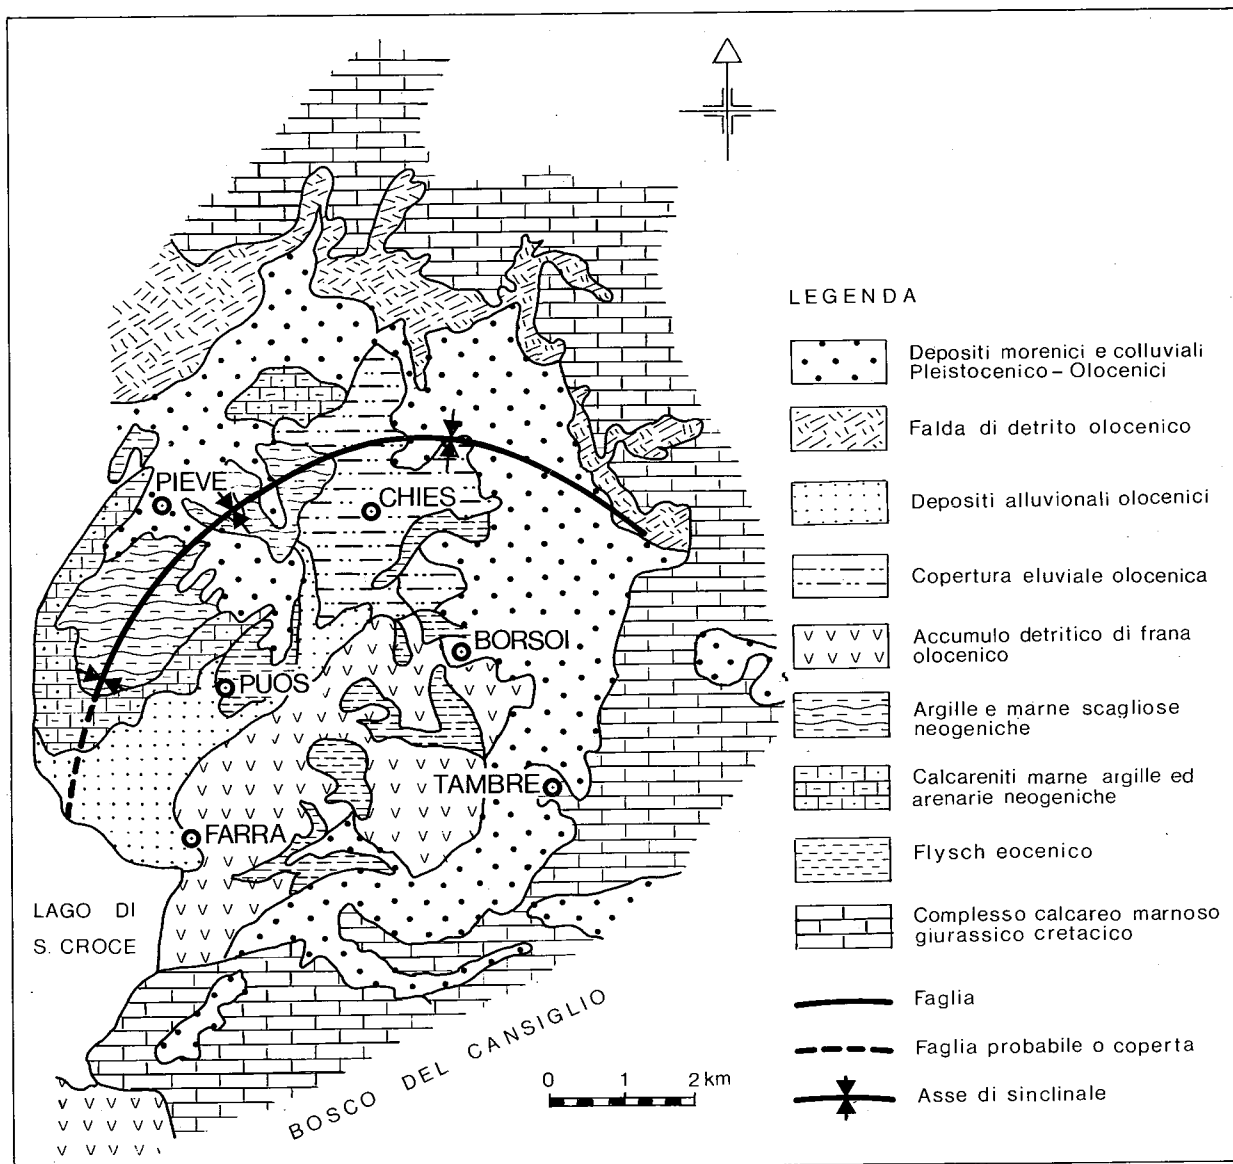 PIEVE
CHIES
BORSOI
PUOS
TAMBRE
FARRA
LAGO DI
S. CROCE
BOSCO DEL CANSIGLIO
0 1 2 km
LEGENDA
Depositi morenici e colluviali
Pleistocenico - Olocenici
Falda di detrito olocenico
Depositi alluvionali olocenici
Copertura eluviale olocenica
Accumulo detritico di frana
olocenico
Argille e marne scagliose
neogeniche
Calcareniti marne argille ed
arenarie neogeniche
Flysch eocenico
Complesso calcareo marnoso
giurassico cretacico
Faglia
Faglia probabile o coperta
Asse di sinclinale